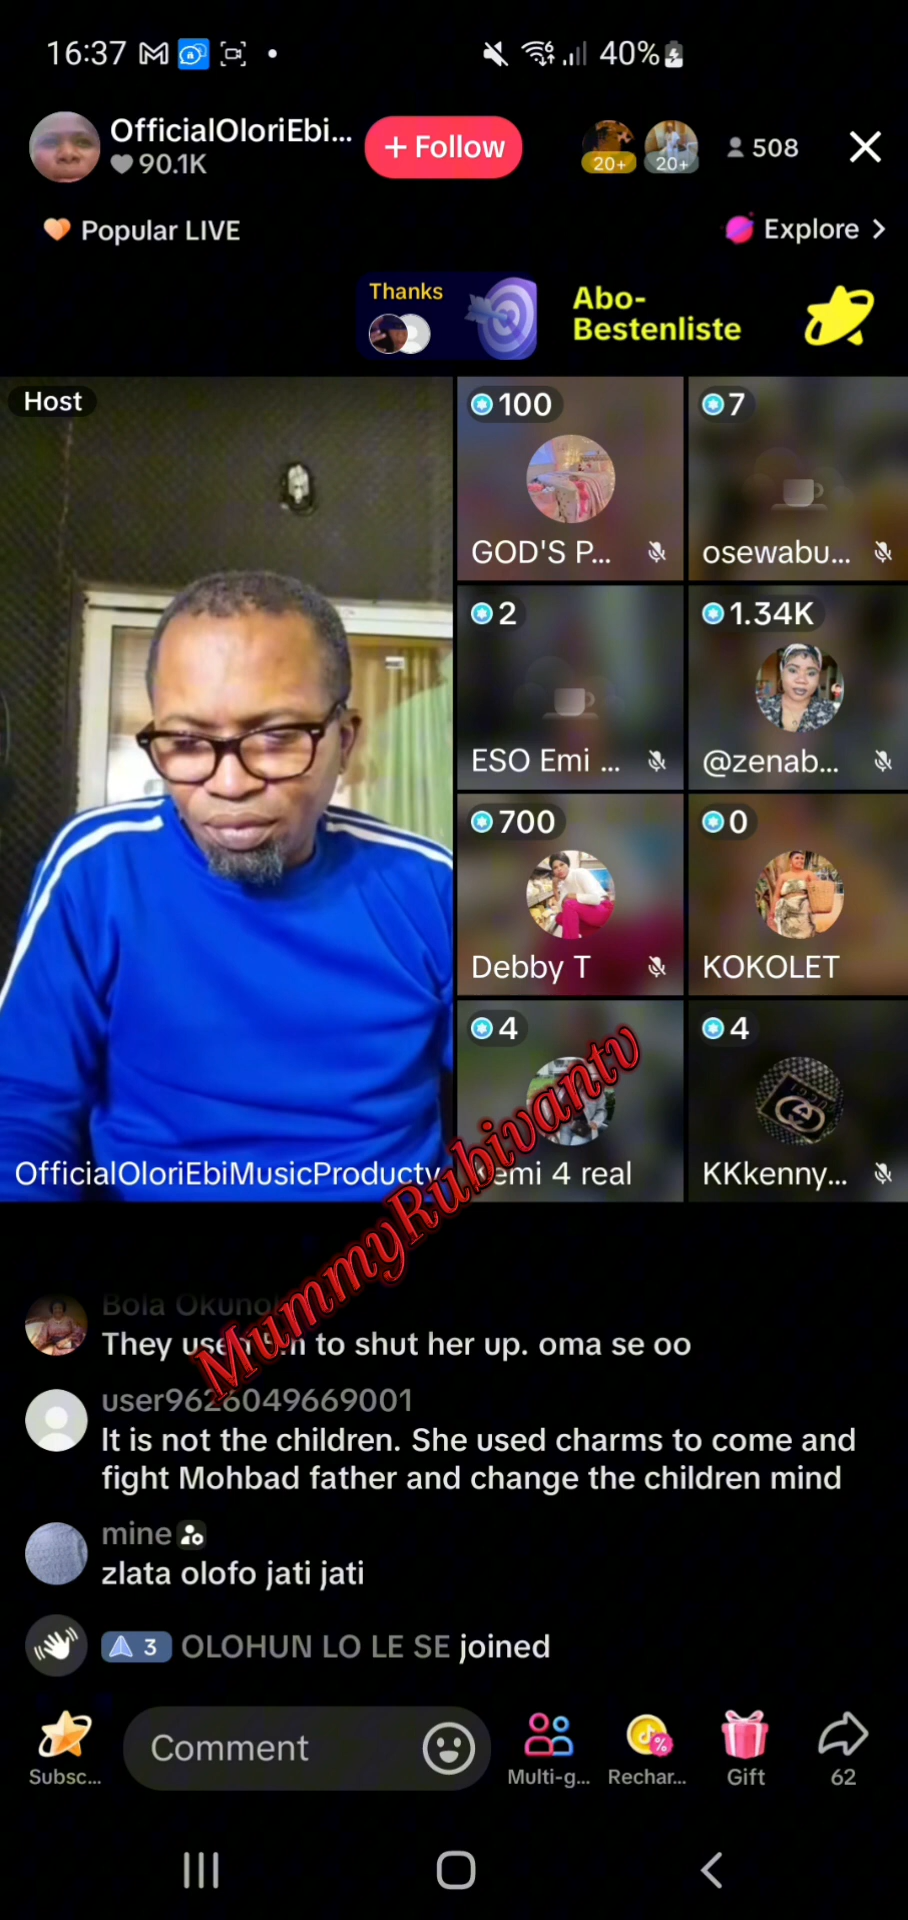 16:37
40%
OfficialOloriEbi...
90.1K
+ Follow
20+
20+
508
Popular LIVE
Explore
Thanks
Abo-
Bestenliste
Host
100
GOD'S P...
7
osewabu...
2
ESO Emi ...
1.34K
@zenab...
700
Debby T
0
KOKOLET
4
emi 4 real
4
KKkenny...
OfficialOloriEbiMusicProductv
MummyRubivantv
Bola
They to shut her up. oma se oo
user9626049669001
It is not the children. She used charms to come and
fight Mohbad father and change the children mind
mine
zlata olofo jati jati
3 OLOHUN LO LE SE joined
Subsc...
Comment
Multi-g...
Rechar...
Gift
62